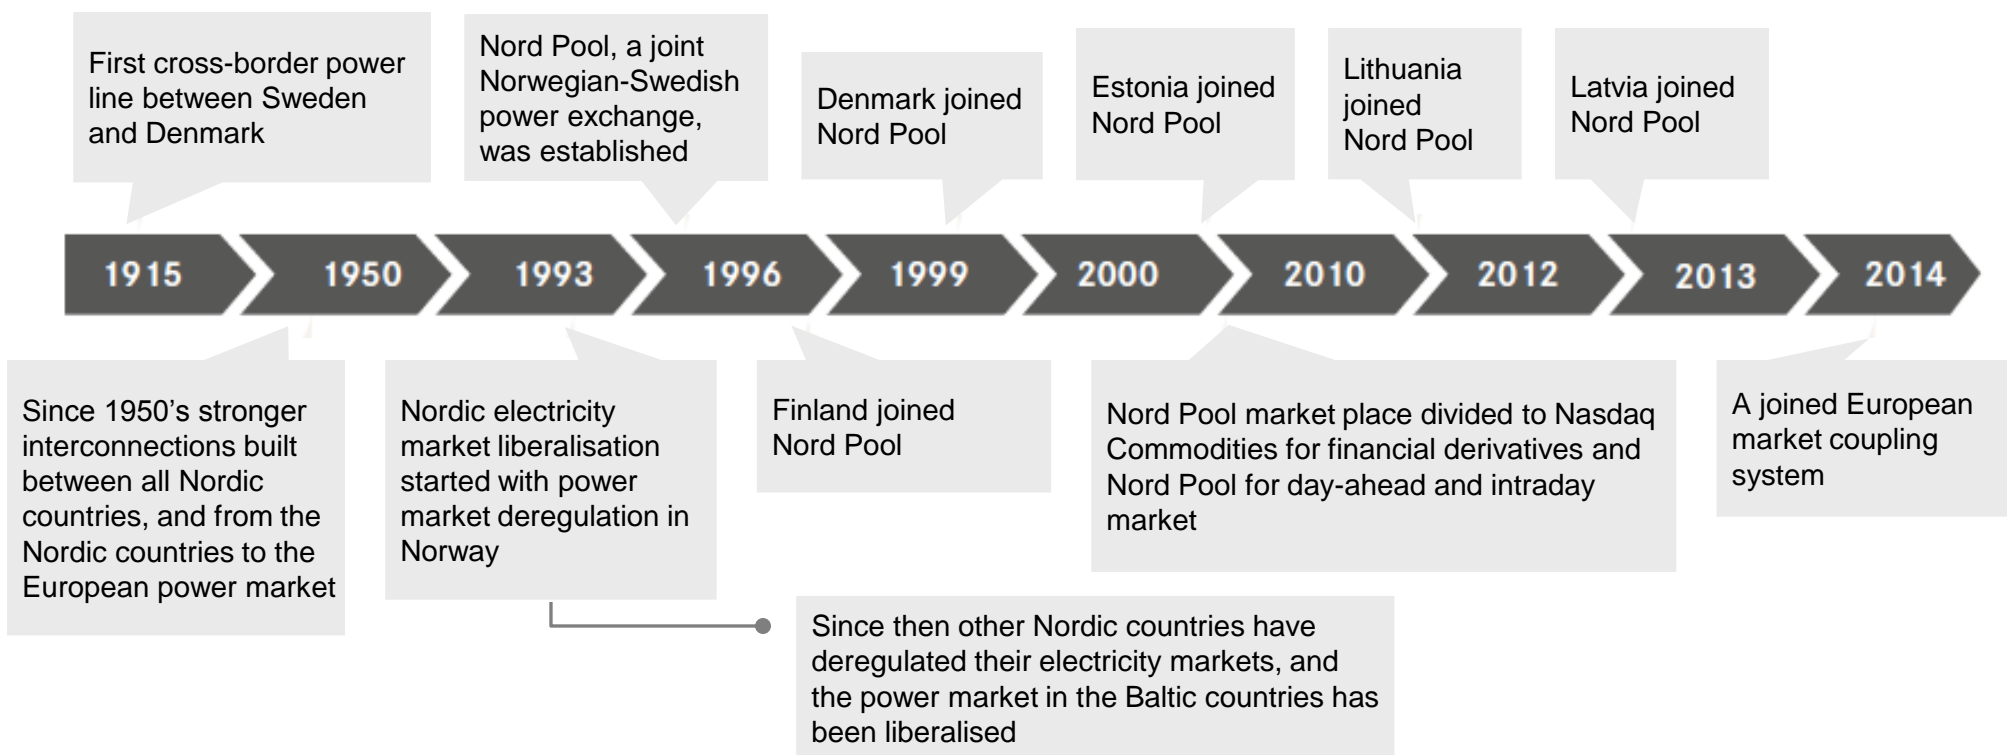 First cross-border power
line between Sweden
and Denmark
Nord Pool, a joint
Norwegian-Swedish
power exchange,
was established
Denmark joined
Nord Pool
Estonia joined
Nord Pool
Lithuania
joined
Nord Pool
Latvia joined
Nord Pool
1915
1950
1993
1996
1999
2000
2010
2012
2013
2014
Since 1950's stronger
interconnections built
between all Nordic
countries, and from the
Nordic countries to the
European power market
Nordic electricity
market liberalisation
started with power
market deregulation in
Norway
Finland joined
Nord Pool
Nord Pool market place divided to Nasdaq
Commodities for financial derivatives and
Nord Pool for day-ahead and intraday
market
A joined European
market coupling
system
Since then other Nordic countries have
deregulated their electricity markets, and
the power market in the Baltic countries has
been liberalised